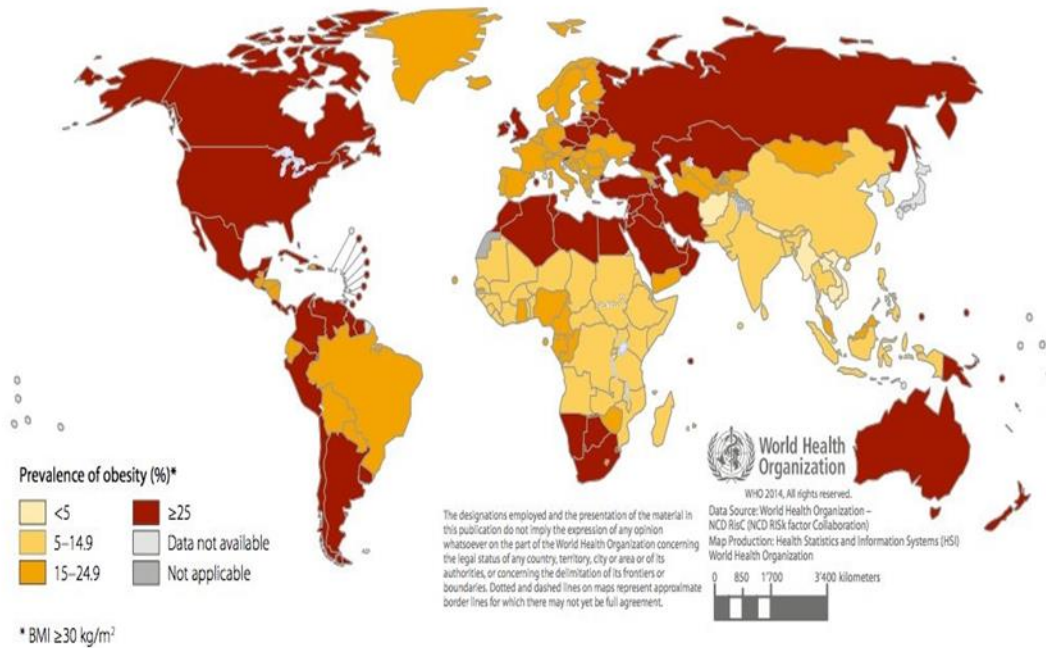 Prevalence of obesity (%)*
<5
5–14.9
15–24.9
≥25
Data not available
Not applicable
* BMI ≥30 kg/m²
The designations employed and the presentation of the material in
this publication do not imply the expression of any opinion
whatsoever on the part of the World Health Organization concerning
the legal status of any country, territory, city or area or of its
authorities, or concerning the delimitation of its frontiers or
boundaries. Dotted and dashed lines on maps represent approximate
border lines for which there may not yet be full agreement.
World Health
Organization
WHO 2014, All rights reserved.
Data Source: World Health Organization –
NCD RisC (NCD RISk factor Collaboration)
Map Production: Health Statistics and Information Systems (HSI)
World Health Organization
0 850 1'700 3'400 kilometers